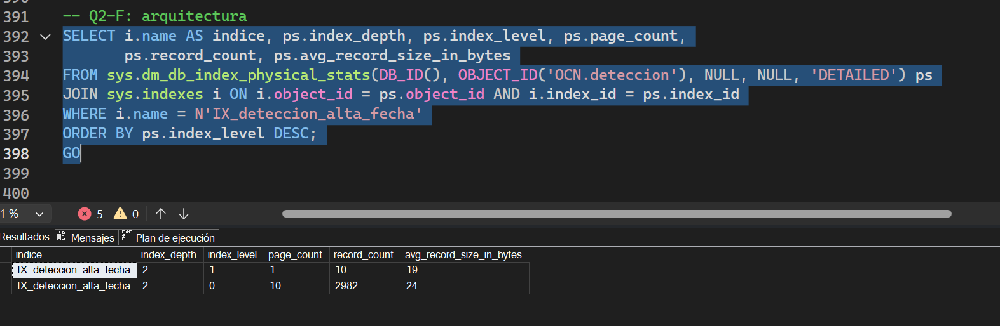 391 -- Q2-F: arquitectura
392 SELECT i.name AS indice, ps.index_depth, ps.index_level, ps.page_count,
393 ps.record_count, ps.avg_record_size_in_bytes
394 FROM sys.dm_db_index_physical_stats(DB_ID(), OBJECT_ID('OCN.deteccion'), NULL, NULL, 'DETAILED') ps
395 JOIN sys.indexes i ON i.object_id = ps.object_id AND i.index_id = ps.index_id
396 WHERE i.name = N'IX_deteccion_alta_fecha'
397 ORDER BY ps.index_level DESC;
398 GO
399
400
1 % 5 0
Resultados Mensajes Plan de ejecución
indice index_depth index_level page_count record_count avg_record_size_in_bytes
IX_deteccion_alta_fecha 2 1 1 10 19
IX_deteccion_alta_fecha 2 0 10 2982 24